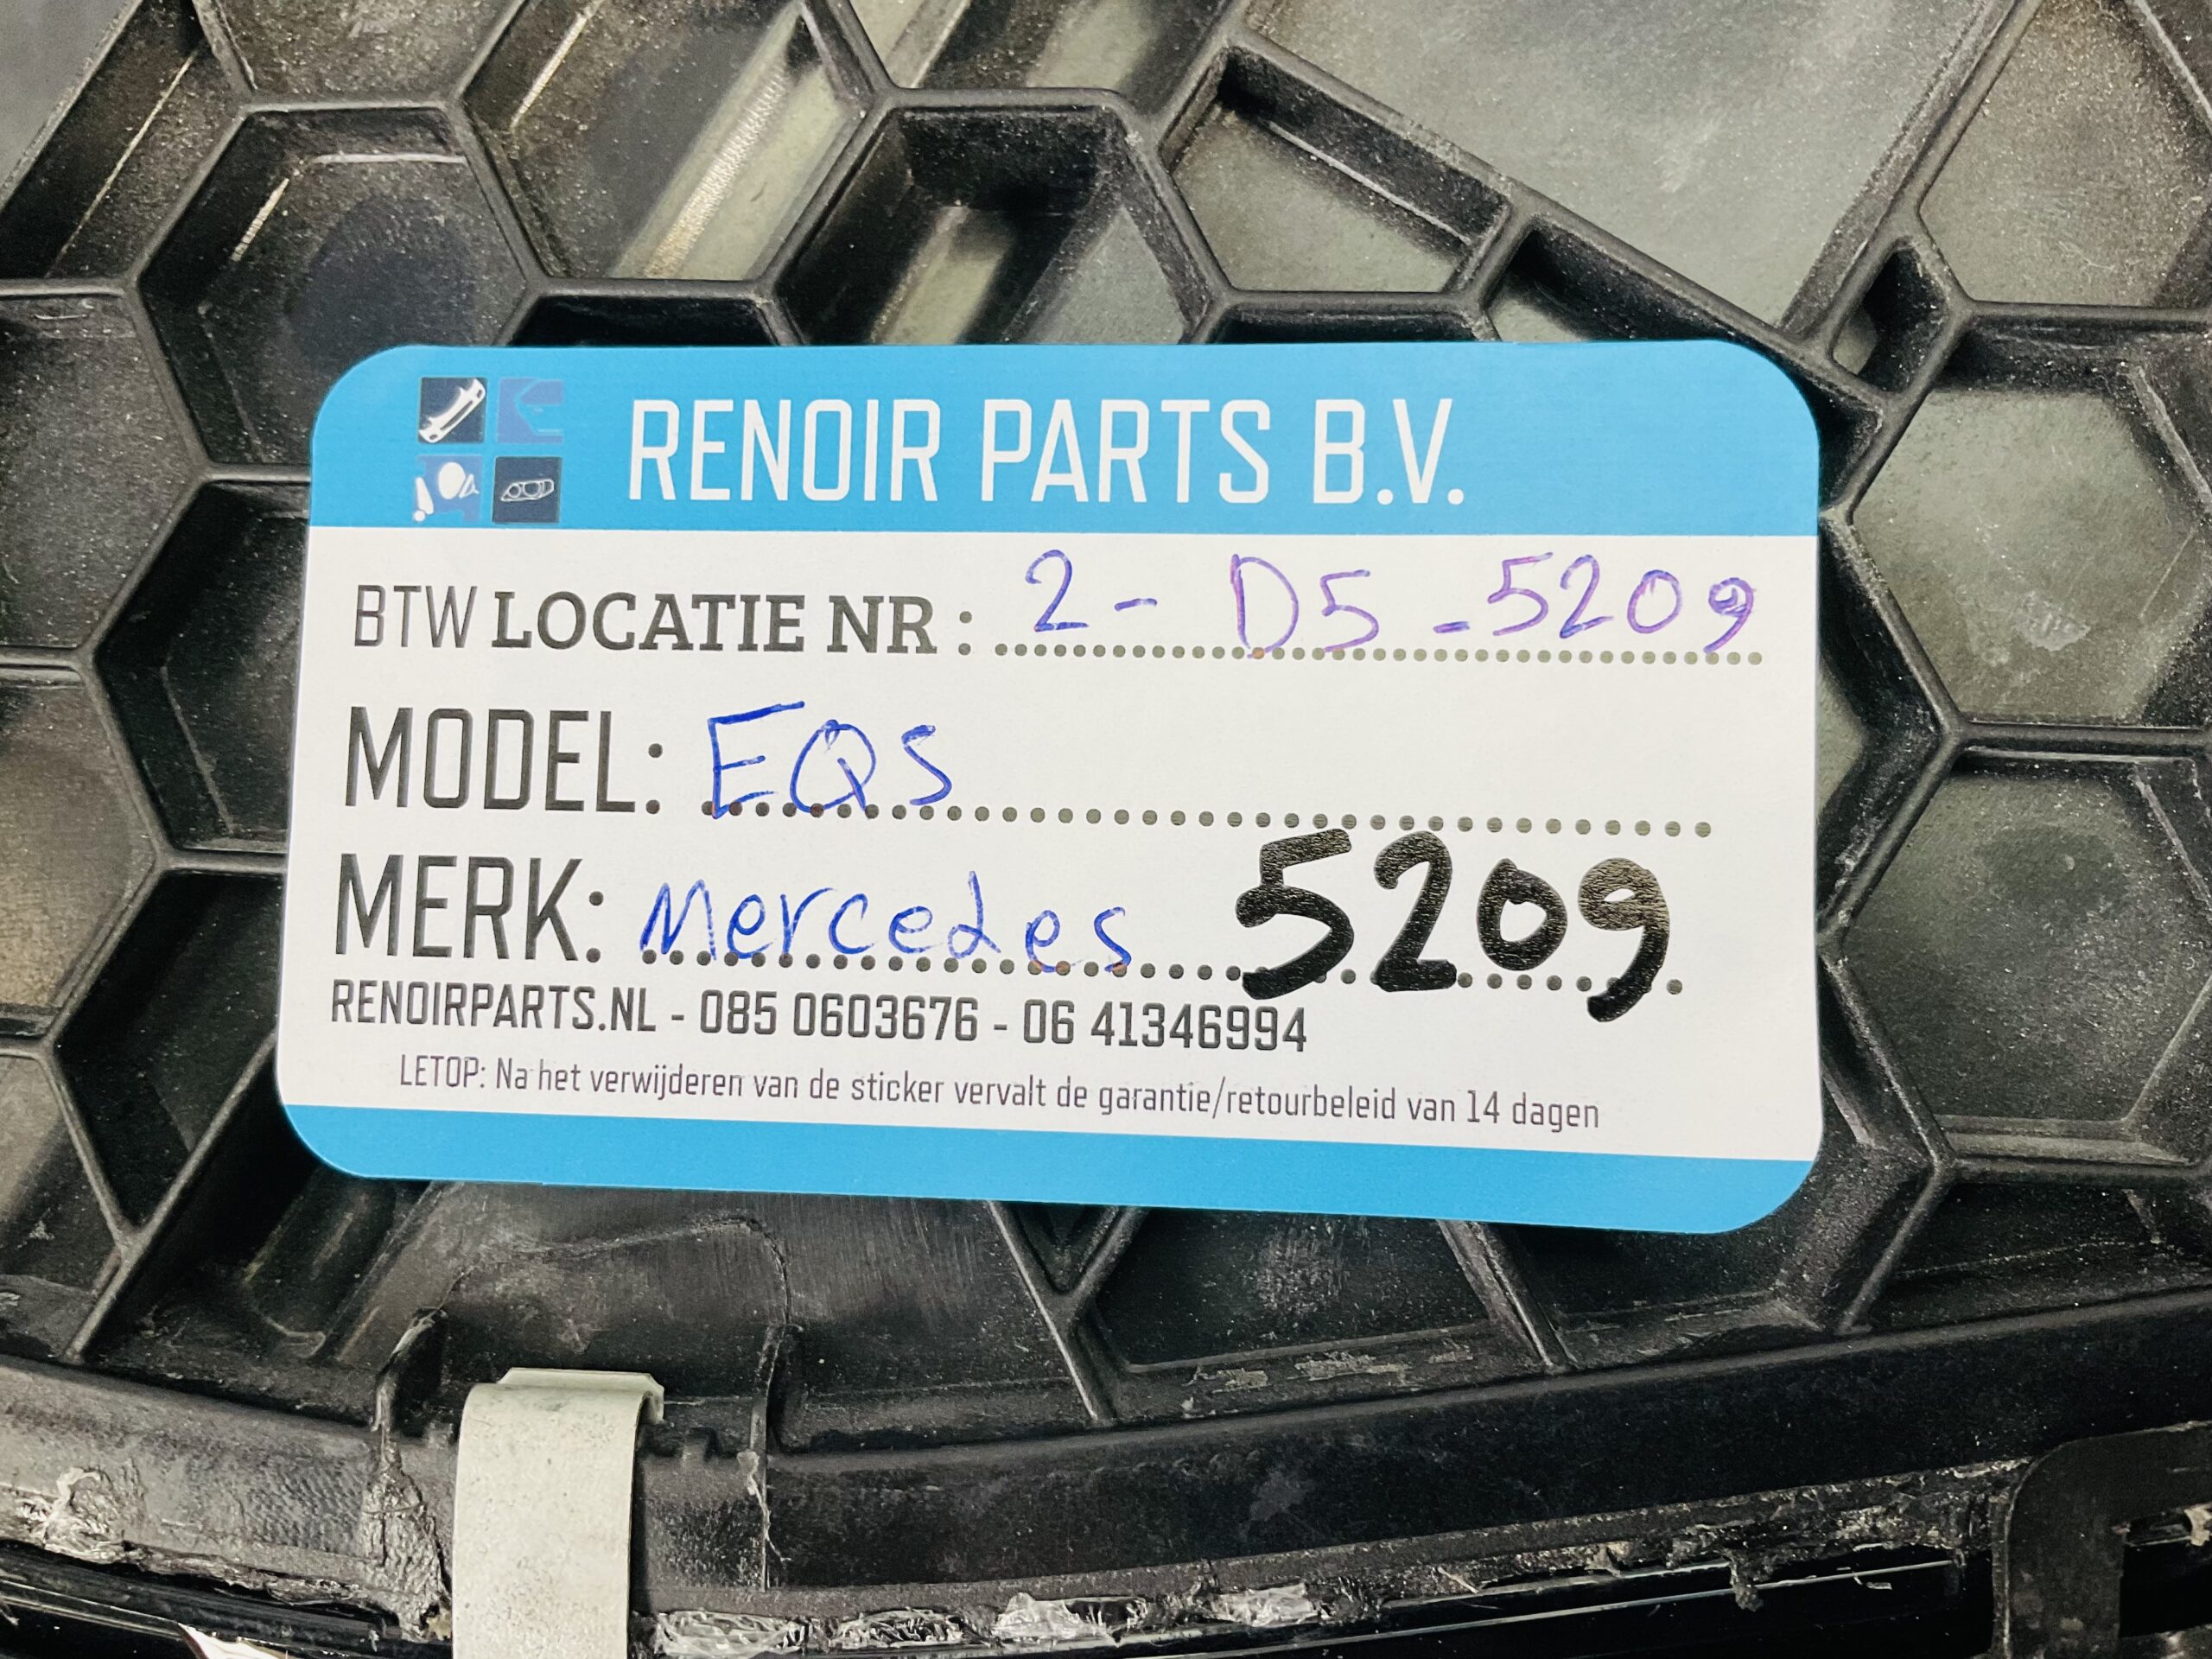 RENOIR PARTS B.V.
BTW LOCATIE NR : 2 - D5 - 5209
MODEL: EQS
MERK: Mercedes 5209
RENOIRPARTS.NL - 085 0603676 - 06 41346994
LETOP: Na het verwijderen van de sticker vervalt de garantie/retourbeleid van 14 dagen